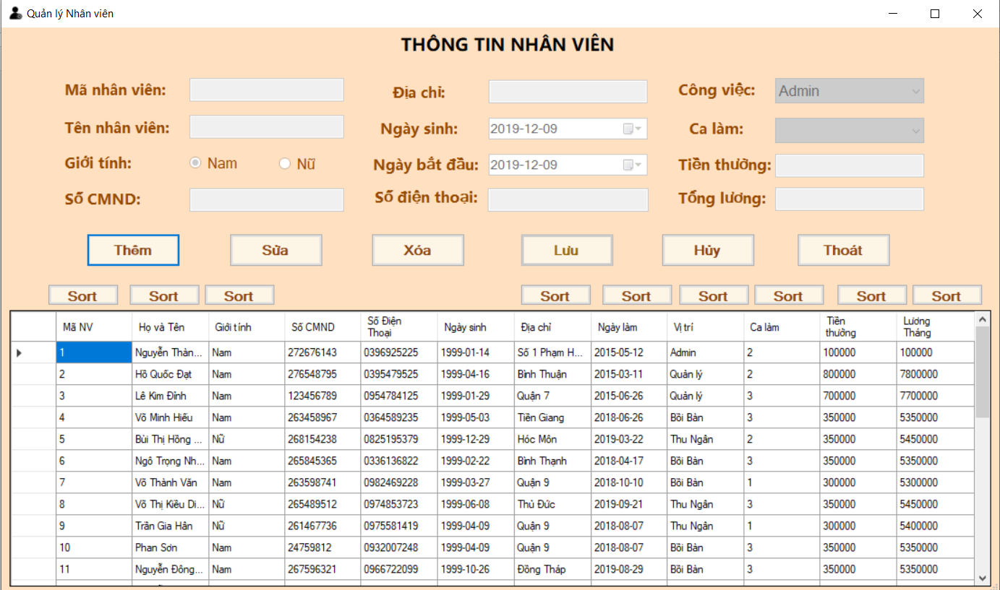 Quản lý Nhân viên
THÔNG TIN NHÂN VIÊN
Mã nhân viên: Địa chỉ: Công việc: Admin
Tên nhân viên: Ngày sinh: 2019-12-09 Ca làm:
Giới tính: Nam Nữ Ngày bắt đầu: 2019-12-09 Tiền thưởng:
Số CMND: Số điện thoại: Tổng lương:
Thêm Sửa Xóa Lưu Hủy Thoát
Sort Sort Sort Sort Sort Sort Sort Sort Sort
Mã NV Họ và Tên Giới tính Số CMND Số Điện Thoại Ngày sinh Địa chỉ Ngày làm Vị trí Ca làm Tiền thưởng Lương Tháng
1 Nguyễn Thàn... Nam 272676143 0396925225 1999-01-14 Số 1 Phạm H... 2015-05-12 Admin 2 100000 100000
2 Hồ Quốc Đạt Nam 276548795 0395479525 1999-04-16 Bình Thuận 2015-03-11 Quản lý 2 800000 7800000
3 Lê Kim Đỉnh Nam 123456789 0954784125 1999-01-29 Quận 7 2015-06-26 Quản lý 3 700000 7700000
4 Võ Minh Hiếu Nam 263458967 0364589235 1999-05-03 Tiền Giang 2018-06-26 Bồi Bàn 3 350000 5350000
5 Bùi Thị Hồng ... Nữ 268154238 0825195379 1999-12-29 Hóc Môn 2019-03-22 Thu Ngân 2 350000 5450000
6 Ngô Trọng Nh... Nam 265845365 0336136822 1999-02-22 Bình Thạnh 2018-04-17 Bồi Bàn 3 350000 5350000
7 Võ Thành Văn Nam 263598741 0982469228 1999-03-27 Quận 9 2018-10-10 Bồi Bàn 1 300000 5300000
8 Võ Thị Kiều Di... Nữ 265489512 0974853723 1999-06-08 Thủ Đức 2019-09-21 Thu Ngân 3 350000 5450000
9 Trần Gia Hân Nữ 261467736 0975581419 1999-04-09 Quận 9 2018-08-07 Thu Ngân 1 300000 5400000
10 Phan Sơn Nam 24759812 0932007248 1999-04-09 Quận 9 2018-08-07 Bồi Bàn 3 350000 5350000
11 Nguyễn Đông... Nam 267596321 0966722099 1999-10-26 Đồng Tháp 2019-08-29 Bồi Bàn 3 350000 5350000